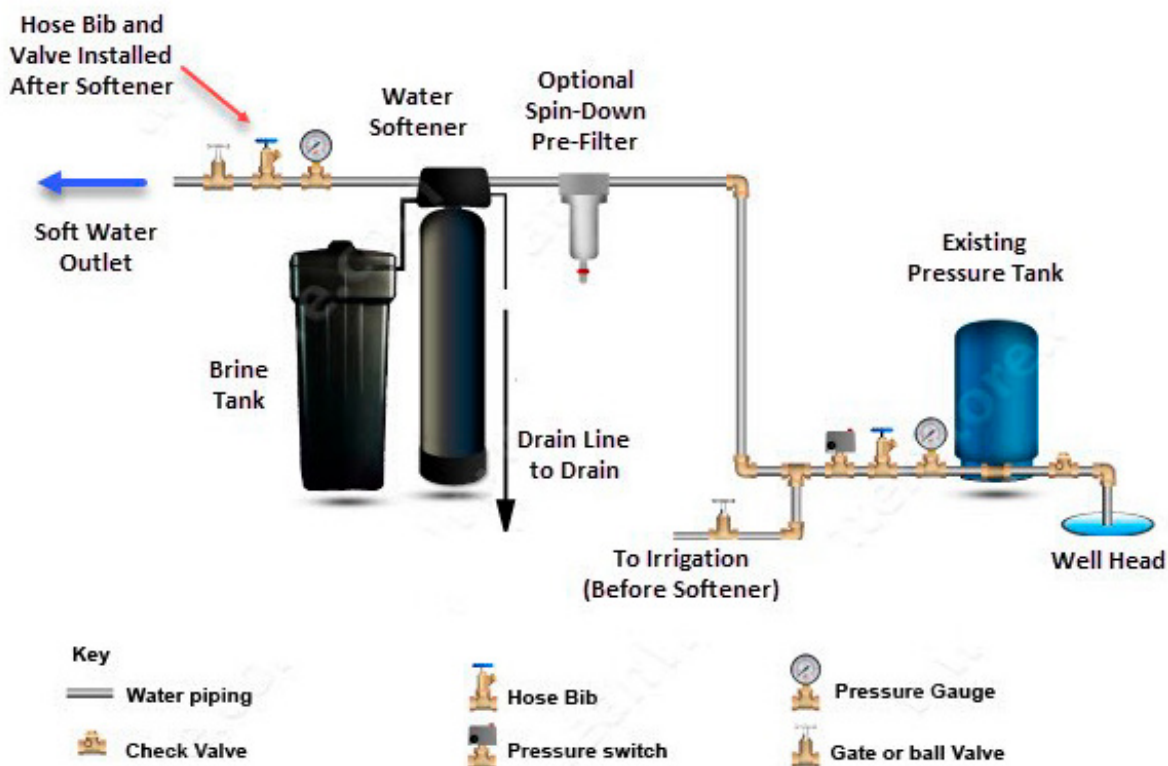 Hose Bib and
Valve Installed
After Softener
Water
Softener
Optional
Spin-Down
Pre-Filter
Soft Water
Outlet
Existing
Pressure Tank
Brine
Tank
Drain Line
to Drain
To Irrigation
(Before Softener)
Well Head
Key
Water piping
Hose Bib
Pressure Gauge
Check Valve
Pressure switch
Gate or ball Valve